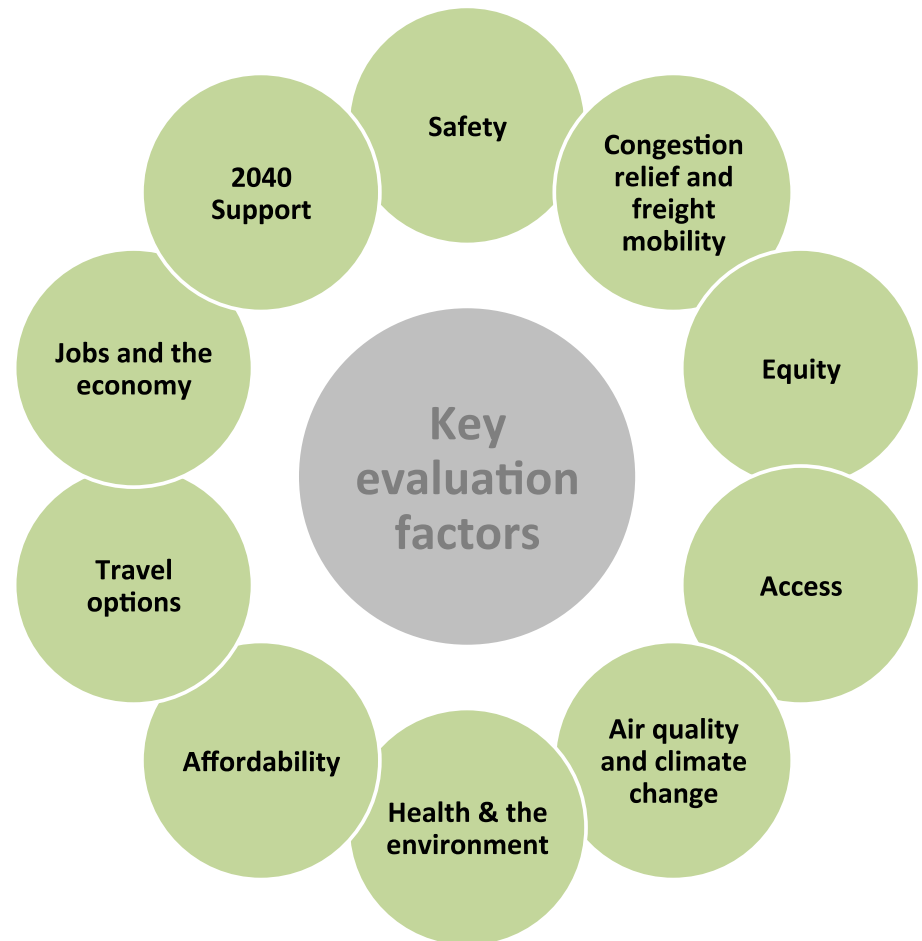 Safety
Congestion
relief and
freight
mobility
Equity
Access
Air quality
and climate
change
Health & the
environment
Affordability
Travel
options
Jobs and the
economy
2040
Support
Key
evaluation
factors